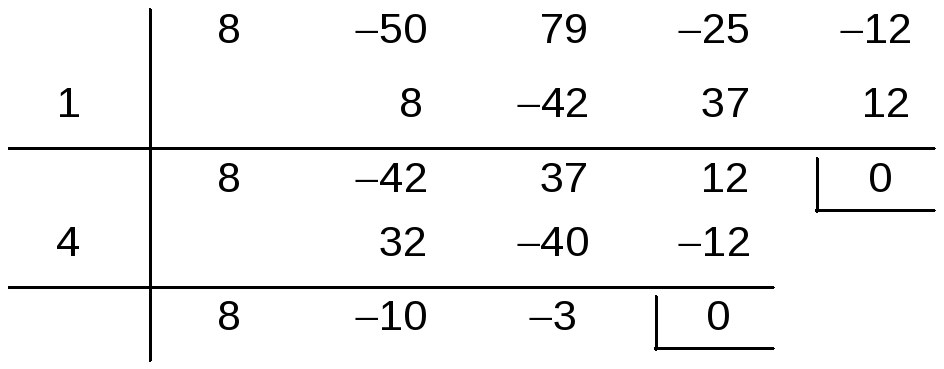 8 –50 79 –25 –12
1 8 –42 37 12
8 –42 37 12 0
4 32 –40 –12
8 –10 –3 0